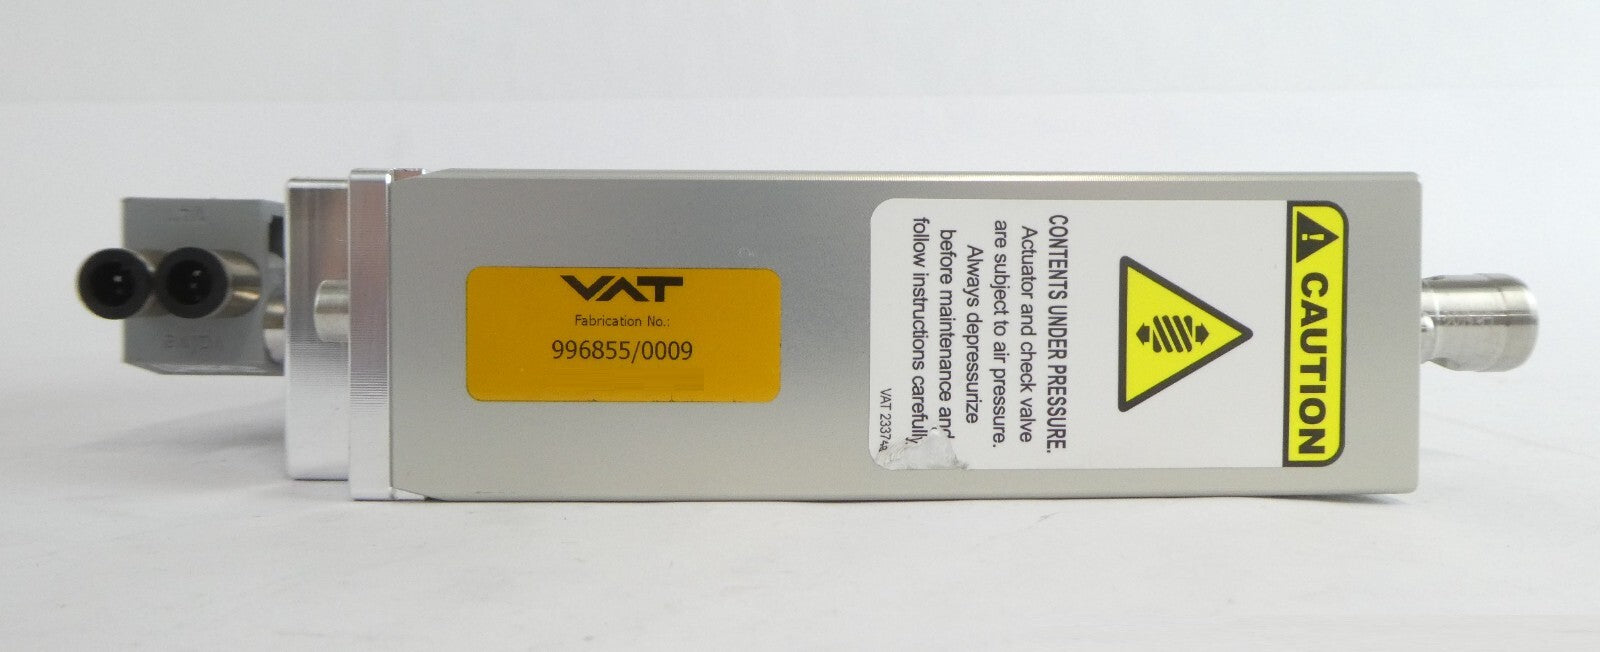 VAT
Fabrication No.:
996855/0009
CAUTION
CONTENTS UNDER PRESSURE.
Actuator and check valve
are subject to air pressure.
Always depressurize
before maintenance and
follow instructions carefully
VAT